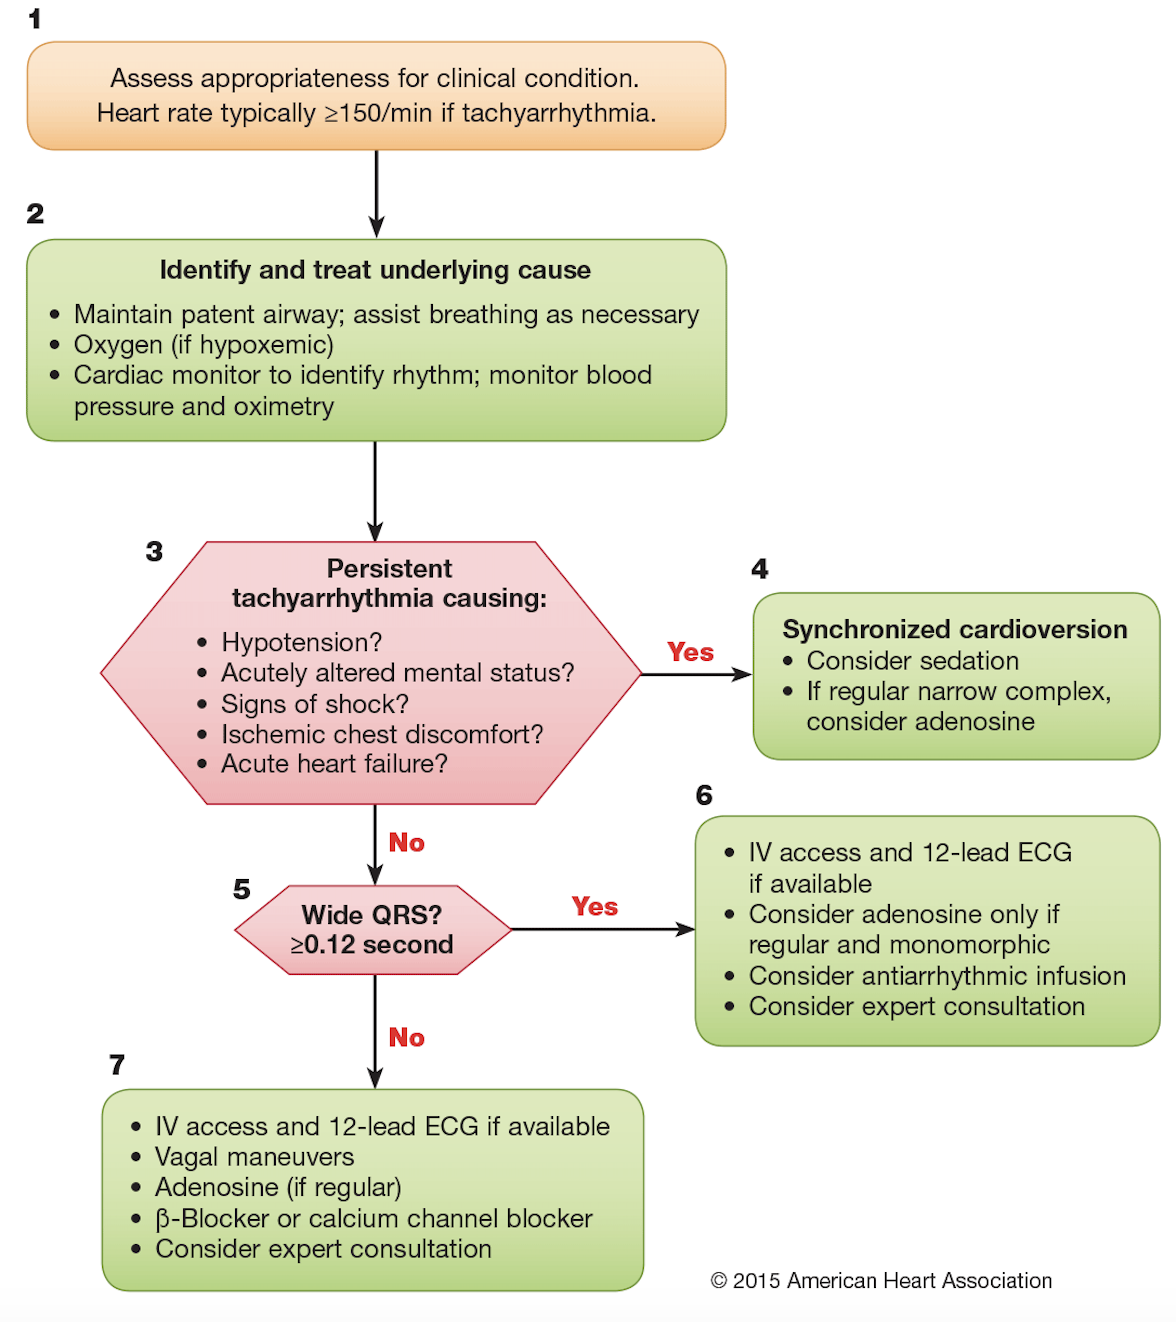 1
Assess appropriateness for clinical condition.
Heart rate typically ≥150/min if tachyarrhythmia.
2
Identify and treat underlying cause
• Maintain patent airway; assist breathing as necessary
• Oxygen (if hypoxemic)
• Cardiac monitor to identify rhythm; monitor blood
pressure and oximetry
3
Persistent
tachyarrhythmia causing:
• Hypotension?
• Acutely altered mental status?
• Signs of shock?
• Ischemic chest discomfort?
• Acute heart failure?
Yes
4
Synchronized cardioversion
• Consider sedation
• If regular narrow complex,
consider adenosine
No
5
Wide QRS?
≥0.12 second
Yes
6
• IV access and 12-lead ECG
if available
• Consider adenosine only if
regular and monomorphic
• Consider antiarrhythmic infusion
• Consider expert consultation
No
7
• IV access and 12-lead ECG if available
• Vagal maneuvers
• Adenosine (if regular)
• β-Blocker or calcium channel blocker
• Consider expert consultation
© 2015 American Heart Association